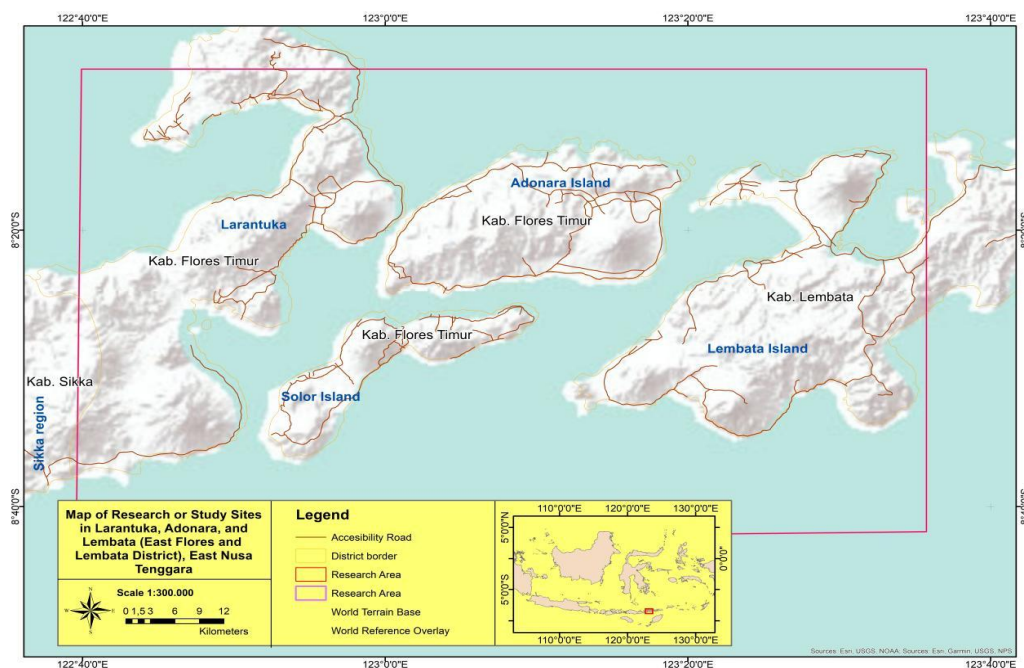 122°40'0"E
123°0'0"E
123°20'0"E
123°40'0"E
8°20'0"S
8°40'0"S
Adonara Island
Kab. Flores Timur
Larantuka
Kab. Flores Timur
Kab. Lembata
Kab. Flores Timur
Lembata Island
Kab. Sikka
Solor Island
Sikka region
Map of Research or Study Sites
in Larantuka, Adonara, and
Lembata (East Flores and
Lembata District), East Nusa
Tenggara
N
W
E
S
Scale 1:300.000
0 1,5 3 6 9 12
Kilometers
Legend
Accesibility Road
District border
Research Area
Research Area
World Terrain Base
World Reference Overlay
110°0'0"E 120°0'0"E 130°0'0"E
5°0'0"N
5°0'0"S
0°0'0"
110°0'0"E 120°0'0"E 130°0'0"E
Sources: Esri, USGS, NOAA; Sources: Esri, Garmin, USGS, NPS
122°40'0"E
123°0'0"E
123°20'0"E
123°40'0"E